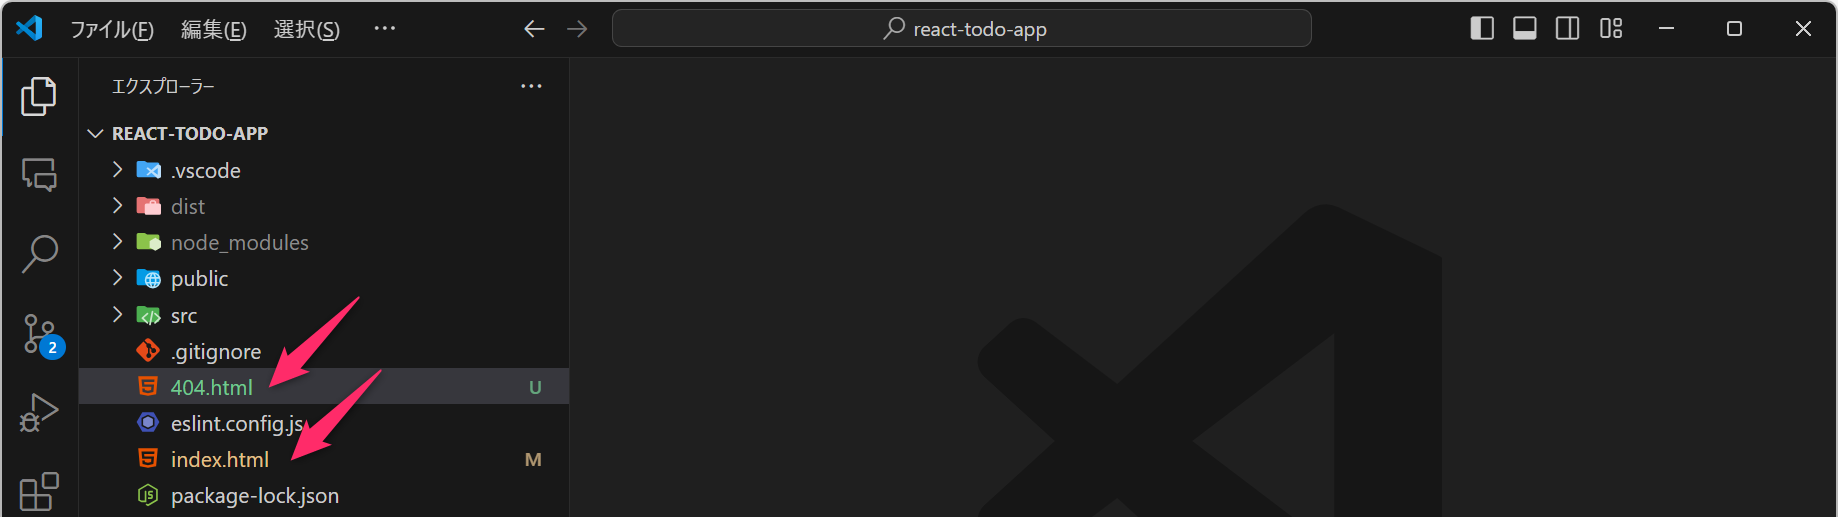 ファイル(F) 編集(E) 選択(S) ··· react-todo-app
エクスプローラー ···
REACT-TODO-APP
.vscode
dist
node_modules
public
src
.gitignore
2
404.html U
eslint.config.js
index.html M
package-lock.json